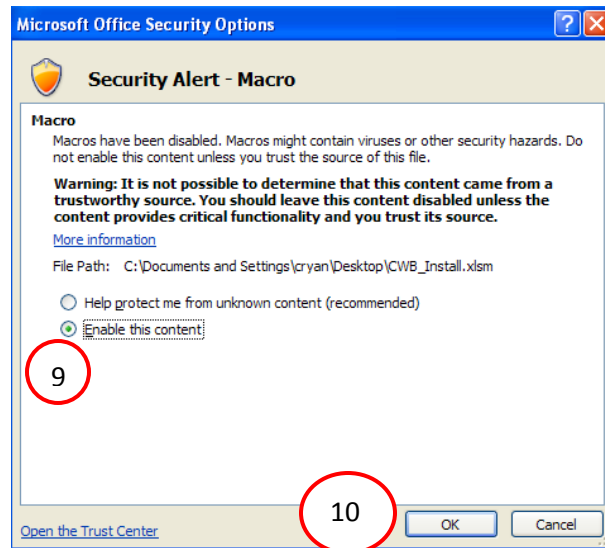 Microsoft Office Security Options
Security Alert - Macro
Macro
Macros have been disabled. Macros might contain viruses or other security hazards. Do
not enable this content unless you trust the source of this file.
Warning: It is not possible to determine that this content came from a
trustworthy source. You should leave this content disabled unless the
content provides critical functionality and you trust its source.
More information
File Path: C:\Documents and Settings\cryan\Desktop\CWB_Install.xlsm
Help protect me from unknown content (recommended)
Enable this content
9
10
Open the Trust Center
OK
Cancel